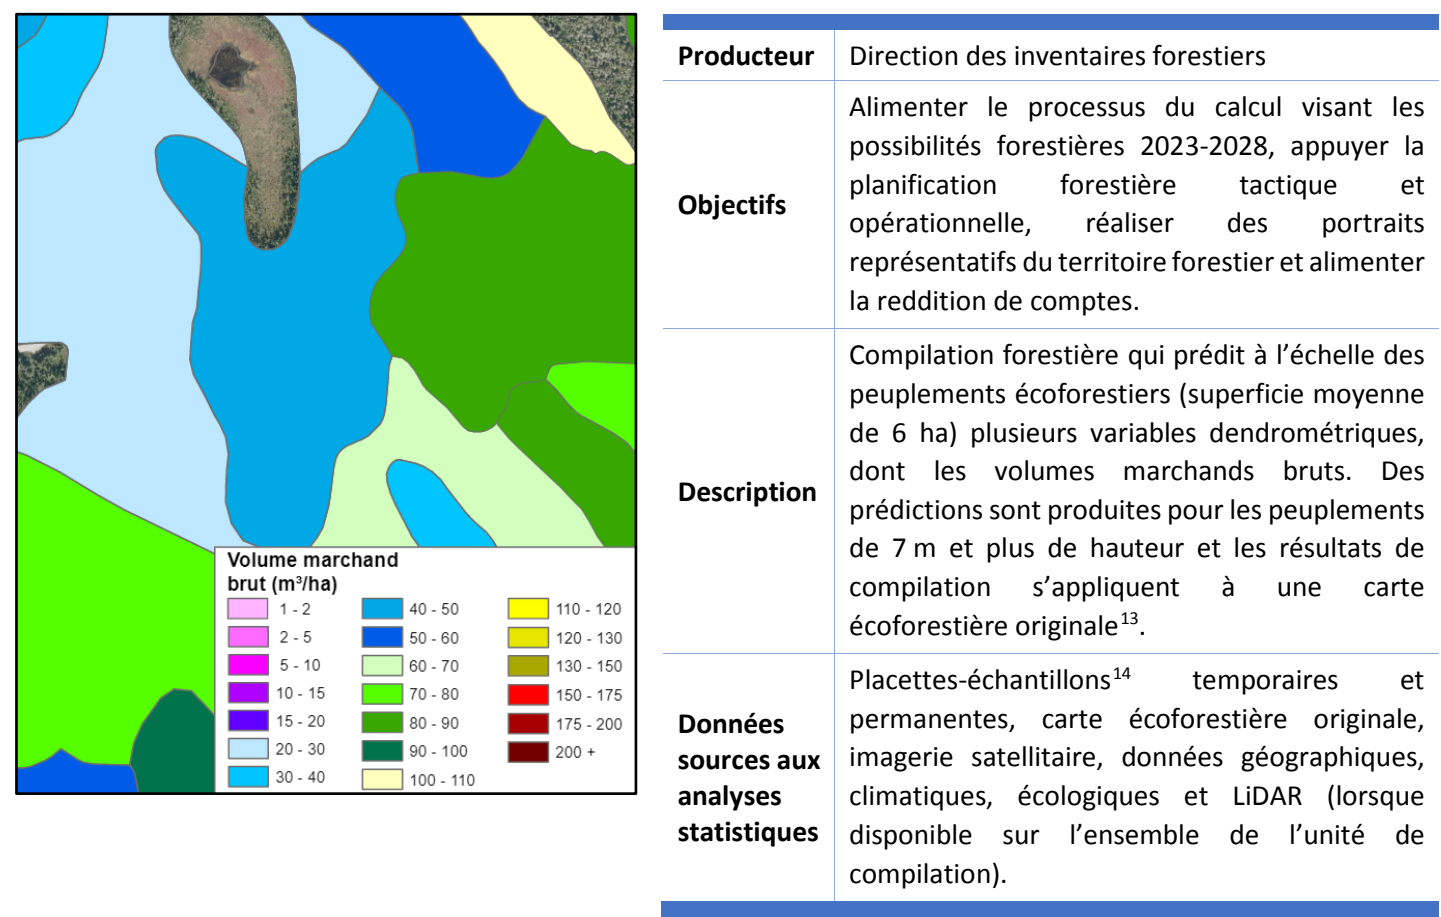 Volume marchand
brut (m³/ha)
1 - 2
2 - 5
5 - 10
10 - 15
15 - 20
20 - 30
30 - 40
40 - 50
50 - 60
60 - 70
70 - 80
80 - 90
90 - 100
100 - 110
110 - 120
120 - 130
130 - 150
150 - 175
175 - 200
200 +
Producteur
Direction des inventaires forestiers
Objectifs
Alimenter le processus du calcul visant les
possibilités forestières 2023-2028, appuyer la
planification forestière tactique et
opérationnelle, réaliser des portraits
représentatifs du territoire forestier et alimenter
la reddition de comptes.
Description
Compilation forestière qui prédit à l’échelle des
peuplements écoforestiers (superficie moyenne
de 6 ha) plusieurs variables dendrométriques,
dont les volumes marchands bruts. Des
prédictions sont produites pour les peuplements
de 7 m et plus de hauteur et les résultats de
compilation s’appliquent à une carte
écoforestière originale¹³.
Données
sources aux
analyses
statistiques
Placettes-échantillons¹⁴ temporaires et
permanentes, carte écoforestière originale,
imagerie satellitaire, données géographiques,
climatiques, écologiques et LiDAR (lorsque
disponible sur l’ensemble de l’unité de
compilation).